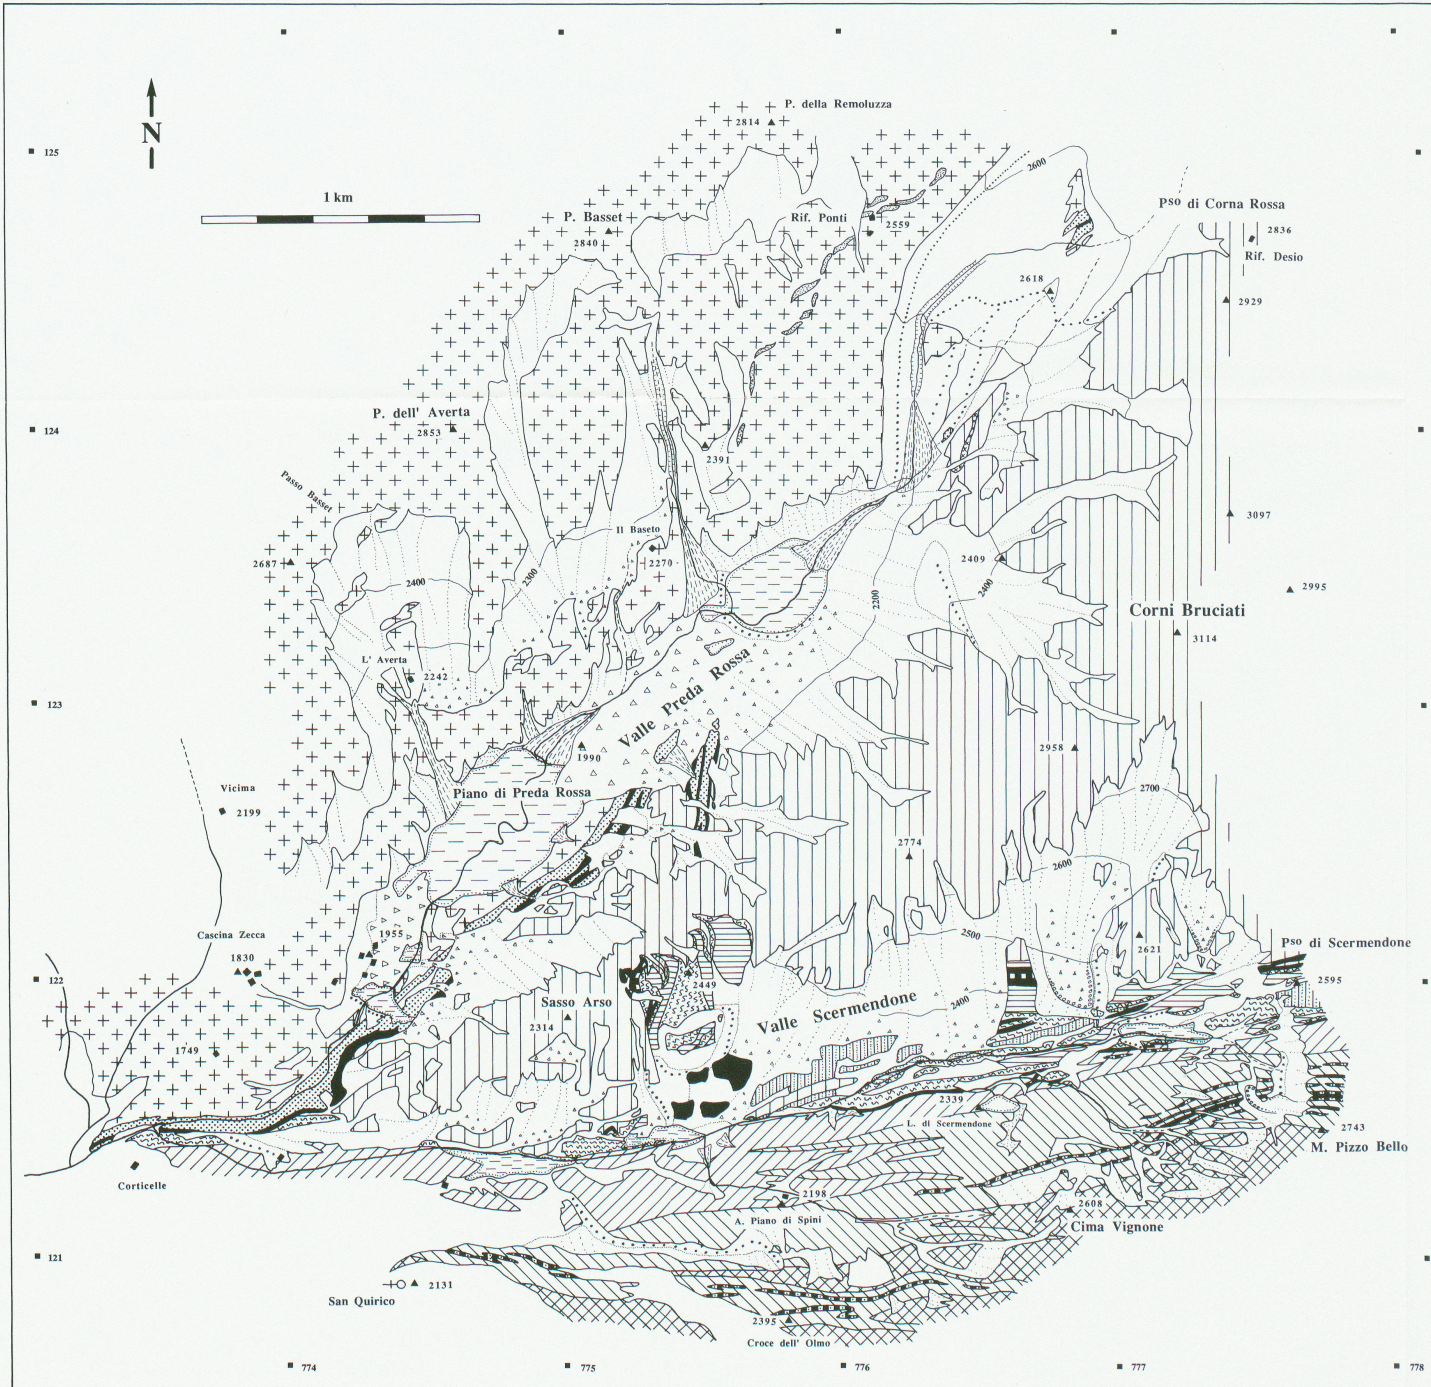 P. della Remoluzza
2814
N
125
2600
1 km
Pso di Corna Rossa
P. Basset
Rif. Ponti
2559
2836
2840
Rif. Desio
2618
2929
P. dell' Averta
124
2853
2391
Passo Basset
Il Baseto
3097
2687
2270
2409
2400
2300
2400
2995
2200
Corni Bruciati
3114
L' Averta
2242
Valle Preda Rossa
123
1990
2958
Vicima
Piano di Preda Rossa
2700
2199
2774
2600
Cascina Zecca
1955
2500
2621
Pso di Scermendone
1830
122
2449
2595
Sasso Arso
2400
Valle Scermendone
2314
1749
2339
L. di Scermendone
2743
M. Pizzo Bello
Corticelle
2198
2608
A. Piano di Spini
Cima Vignone
121
2131
San Quirico
2395
Croce dell' Olmo
774
775
776
777
778